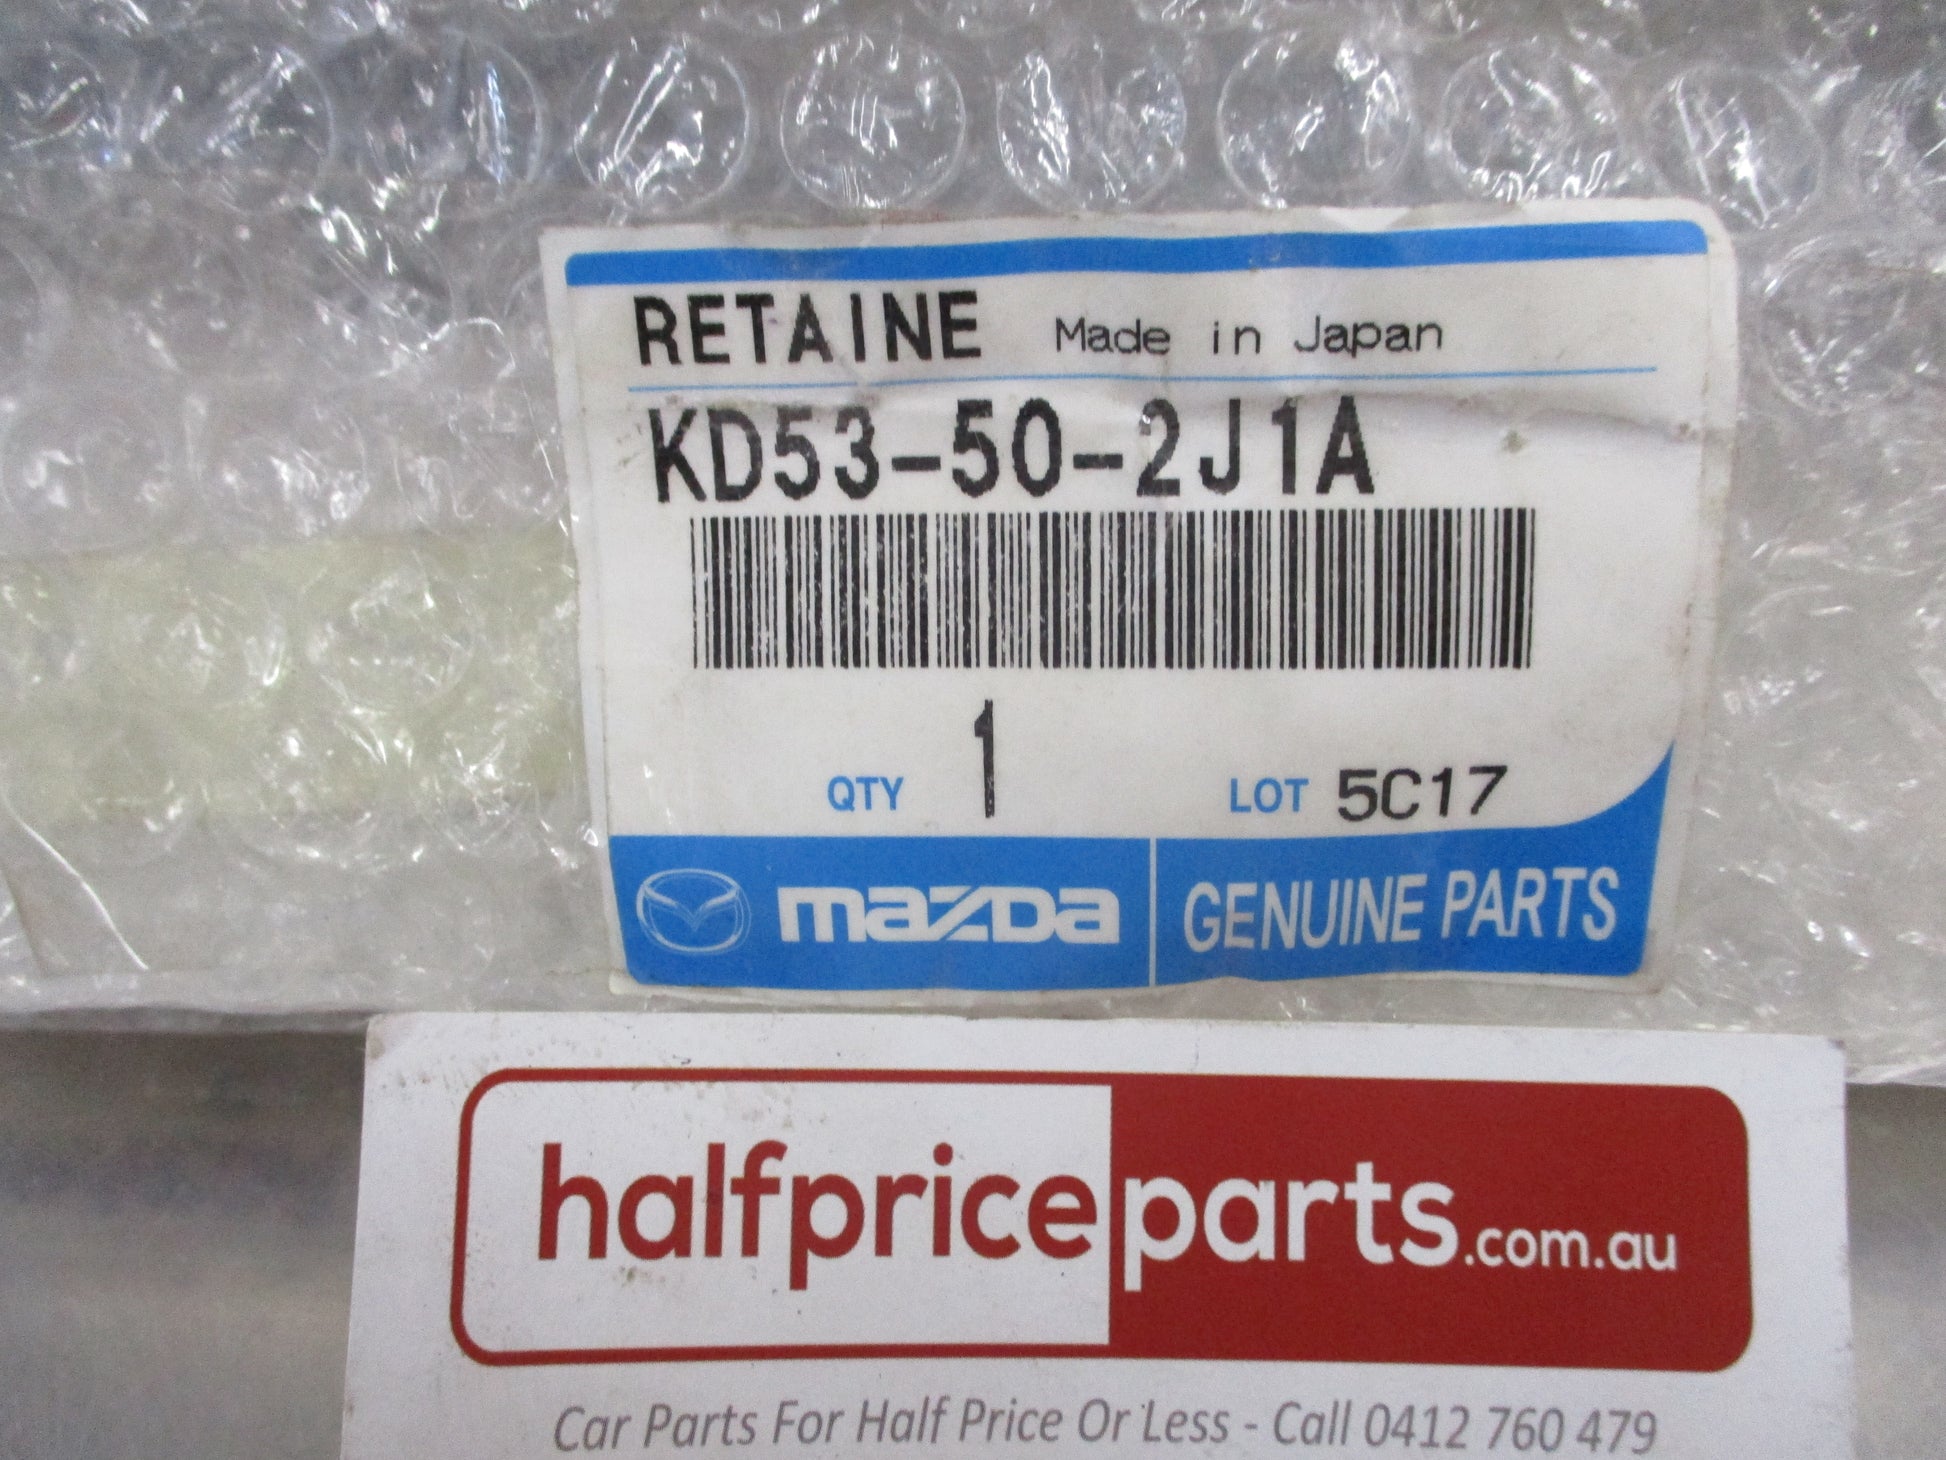 RETAINE Made in Japan
KD53-50-2J1A
QTY 1 LOT 5C17
mazda GENUINE PARTS
halfpriceparts.com.au
Car Parts For Half Price Or Less - Call 0412 760 479